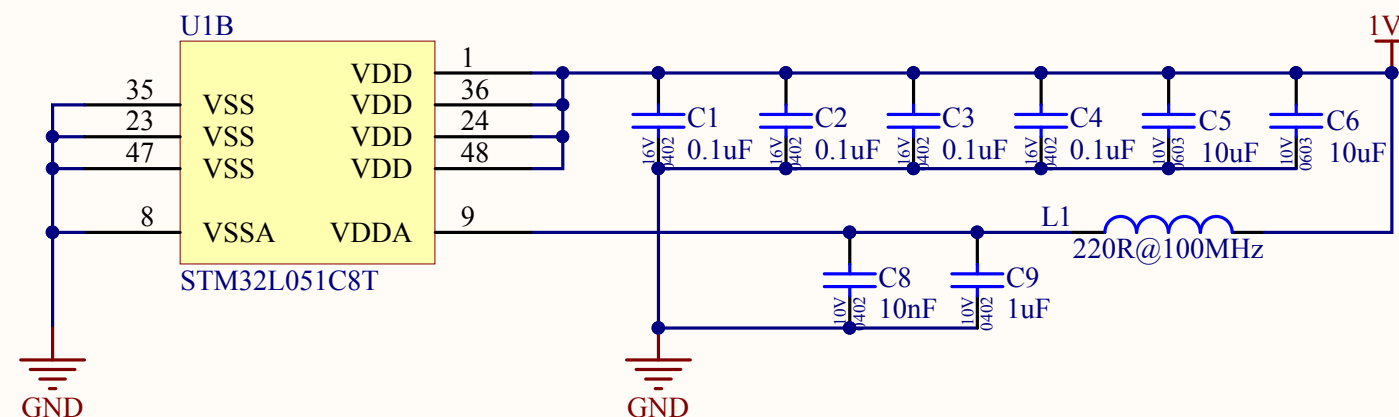 U1B
1V
35 VSS VDD 1
23 VSS VDD 36
47 VSS VDD 24
VDD 48
8 VSSA VDDA 9
STM32L051C8T
C1 0.1uF 16V 0402
C2 0.1uF 16V 0402
C3 0.1uF 16V 0402
C4 0.1uF 16V 0402
C5 10uF 10V 0603
C6 10uF 10V 0603
L1
220R@100MHz
C8 10nF 10V 0402
C9 1uF 10V 0402
GND
GND